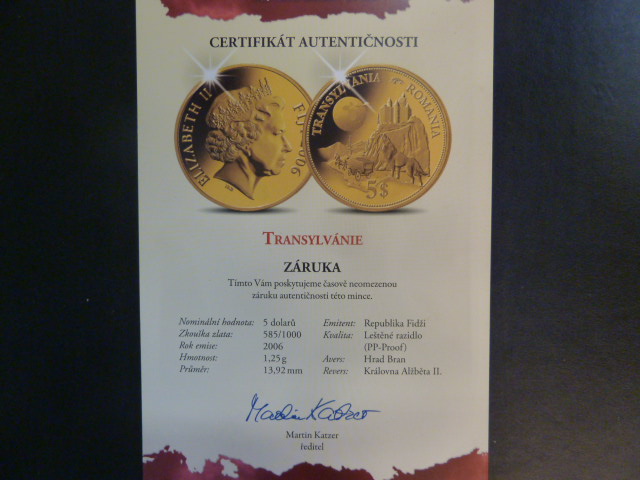 CERTIFIKÁT AUTENTIČNOSTI
ELIZABETH II
FIJI 2006
TRANSYLVANIA
ROMANIA
5$
TRANSYLVÁNIE
ZÁRUKA
Tímto Vám poskytujeme časově neomezenou
záruku autentičnosti této mince.
Nominální hodnota: 5 dolarů
Zkouška zlata: 585/1000
Rok emise: 2006
Hmotnost: 1,25 g
Průměr: 13,92 mm
Emitent: Republika Fidži
Kvalita: Leštěné razidlo
(PP-Proof)
Avers: Hrad Bran
Revers: Královna Alžběta II.
Martin Katzer
Martin Katzer
ředitel